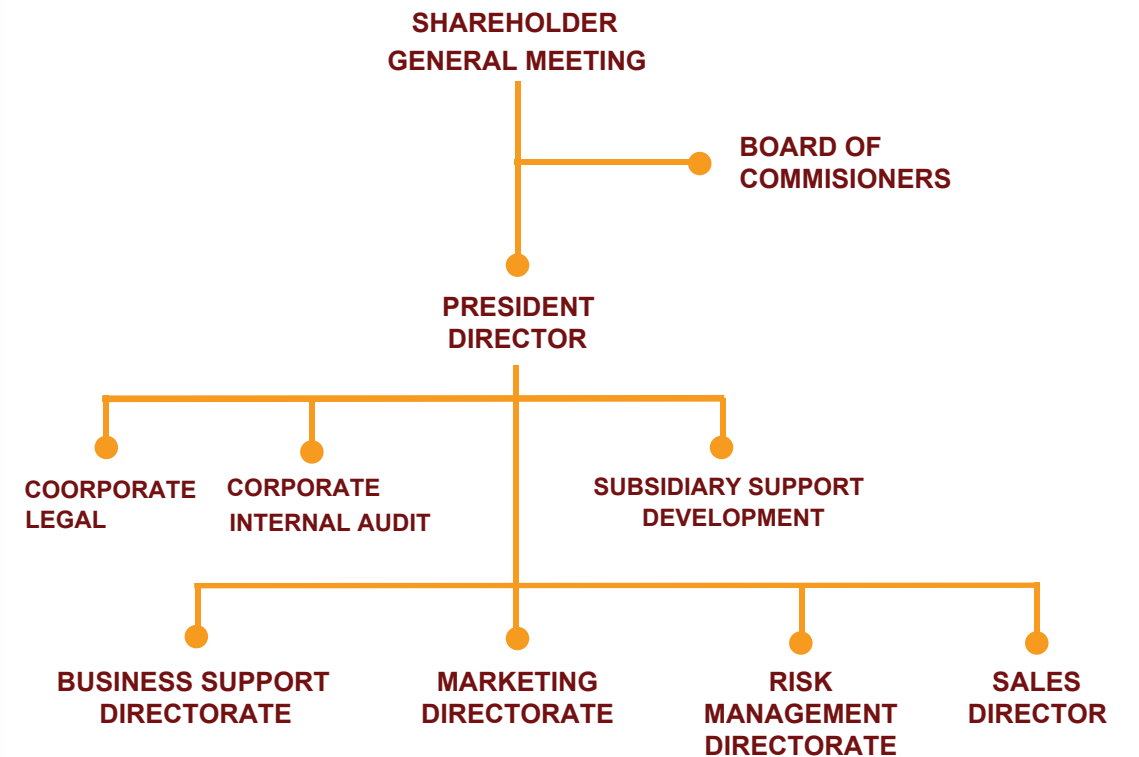 SHAREHOLDER
GENERAL MEETING
BOARD OF
COMMISIONERS
PRESIDENT
DIRECTOR
COORPORATE
LEGAL
CORPORATE
INTERNAL AUDIT
SUBSIDIARY SUPPORT
DEVELOPMENT
BUSINESS SUPPORT
DIRECTORATE
MARKETING
DIRECTORATE
RISK
MANAGEMENT
DIRECTORATE
SALES
DIRECTOR